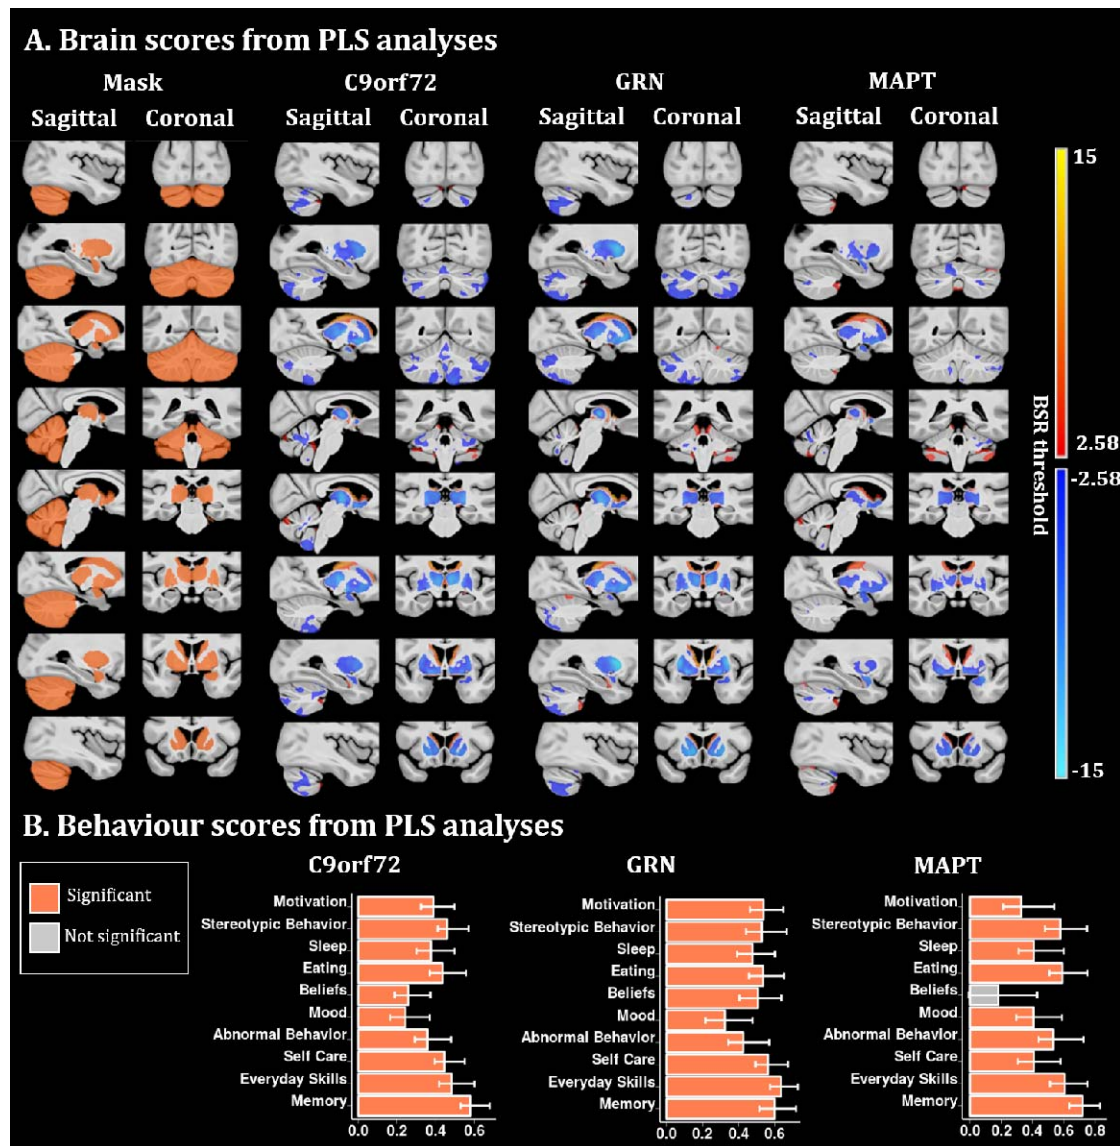 A. Brain scores from PLS analyses
Mask C9orf72 GRN MAPT
Sagittal Coronal Sagittal Coronal Sagittal Coronal Sagittal Coronal
15
2.58
BSR threshold
-2.58
-15
B. Behaviour scores from PLS analyses
Significant
Not significant
C9orf72
Motivation
Stereotypic Behavior
Sleep
Eating
Beliefs
Mood
Abnormal Behavior
Self Care
Everyday Skills
Memory
0.0 0.2 0.4 0.6
GRN
Motivation
Stereotypic Behavior
Sleep
Eating
Beliefs
Mood
Abnormal Behavior
Self Care
Everyday Skills
Memory
0.0 0.2 0.4 0.6
MAPT
Motivation
Stereotypic Behavior
Sleep
Eating
Beliefs
Mood
Abnormal Behavior
Self Care
Everyday Skills
Memory
0.0 0.2 0.4 0.6 0.8